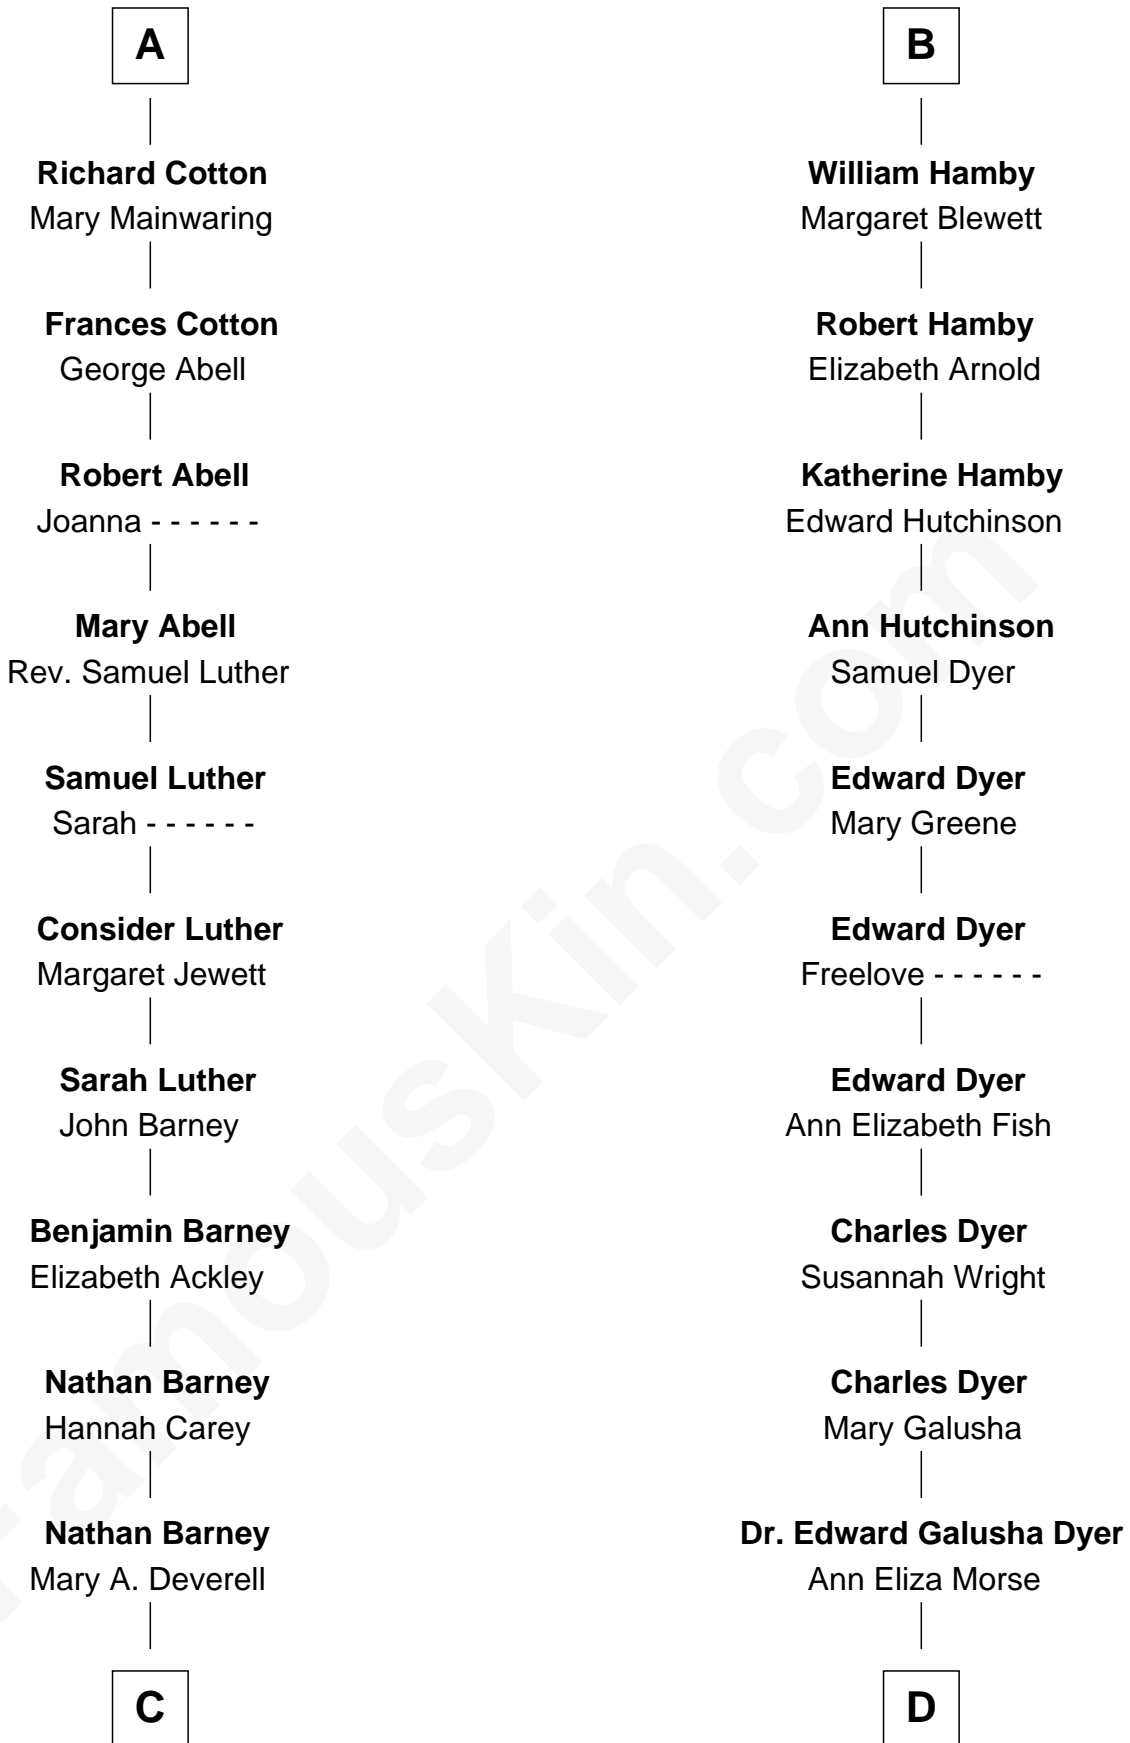 A
Richard Cotton
Mary Mainwaring
Frances Cotton
George Abell
Robert Abell
Joanna - - - - - -
Mary Abell
Rev. Samuel Luther
Samuel Luther
Sarah - - - - - -
Consider Luther
Margaret Jewett
Sarah Luther
John Barney
Benjamin Barney
Elizabeth Ackley
Nathan Barney
Hannah Carey
Nathan Barney
Mary A. Deverell
C
B
William Hamby
Margaret Blewett
Robert Hamby
Elizabeth Arnold
Katherine Hamby
Edward Hutchinson
Ann Hutchinson
Samuel Dyer
Edward Dyer
Mary Greene
Edward Dyer
Freelove - - - - - -
Edward Dyer
Ann Elizabeth Fish
Charles Dyer
Susannah Wright
Charles Dyer
Mary Galusha
Dr. Edward Galusha Dyer
Ann Eliza Morse
D
FamousKin.com